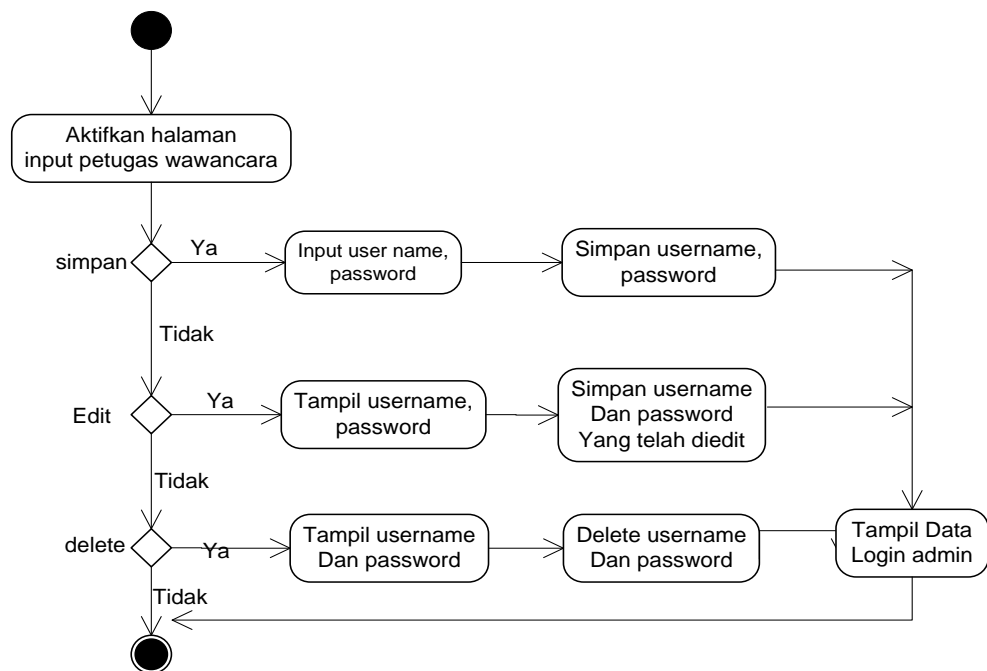 Aktifkan halaman
input petugas wawancara
simpan
Ya
Input user name,
password
Simpan username,
password
Tidak
Edit
Ya
Tampil username,
password
Simpan username
Dan password
Yang telah diedit
Tidak
delete
Ya
Tampil username
Dan password
Delete username
Dan password
Tampil Data
Login admin
Tidak